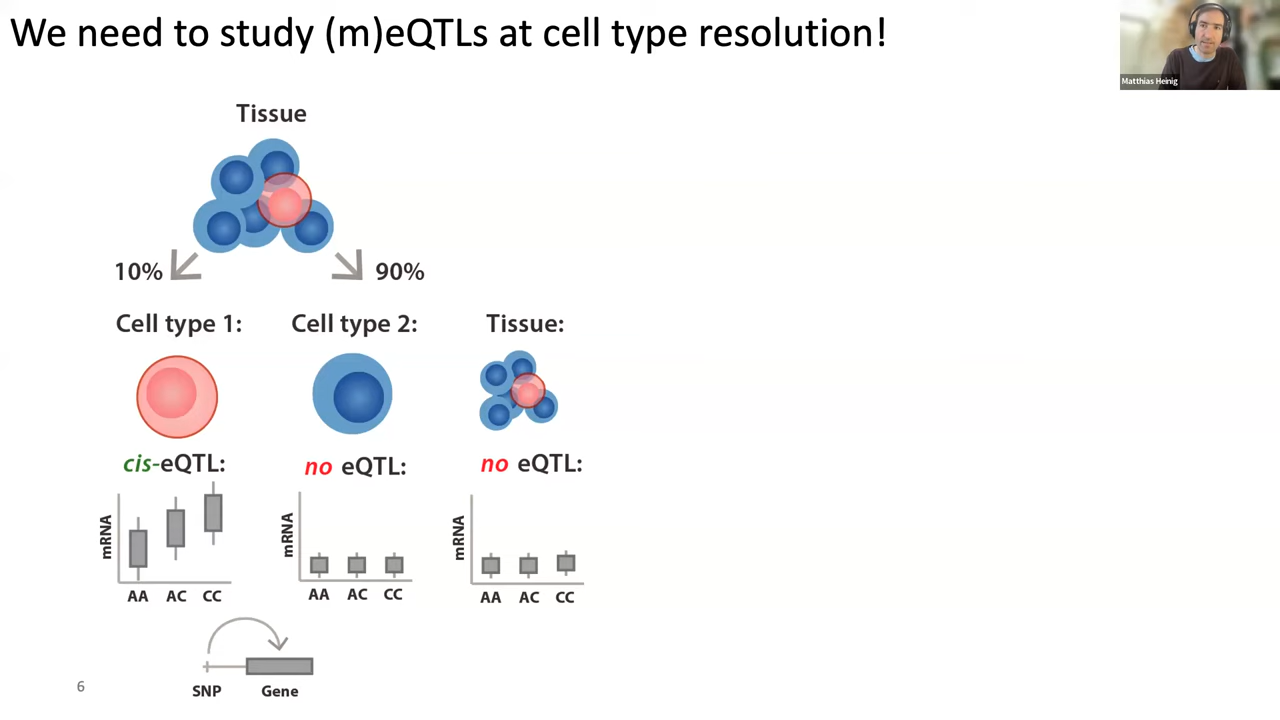 We need to study (m)eQTLs at cell type resolution!
Matthias Heinig
Tissue
10%
90%
Cell type 1:
Cell type 2:
Tissue:
cis-eQTL:
no eQTL:
no eQTL:
mRNA
AA AC CC
mRNA
AA AC CC
mRNA
AA AC CC
SNP
Gene
6